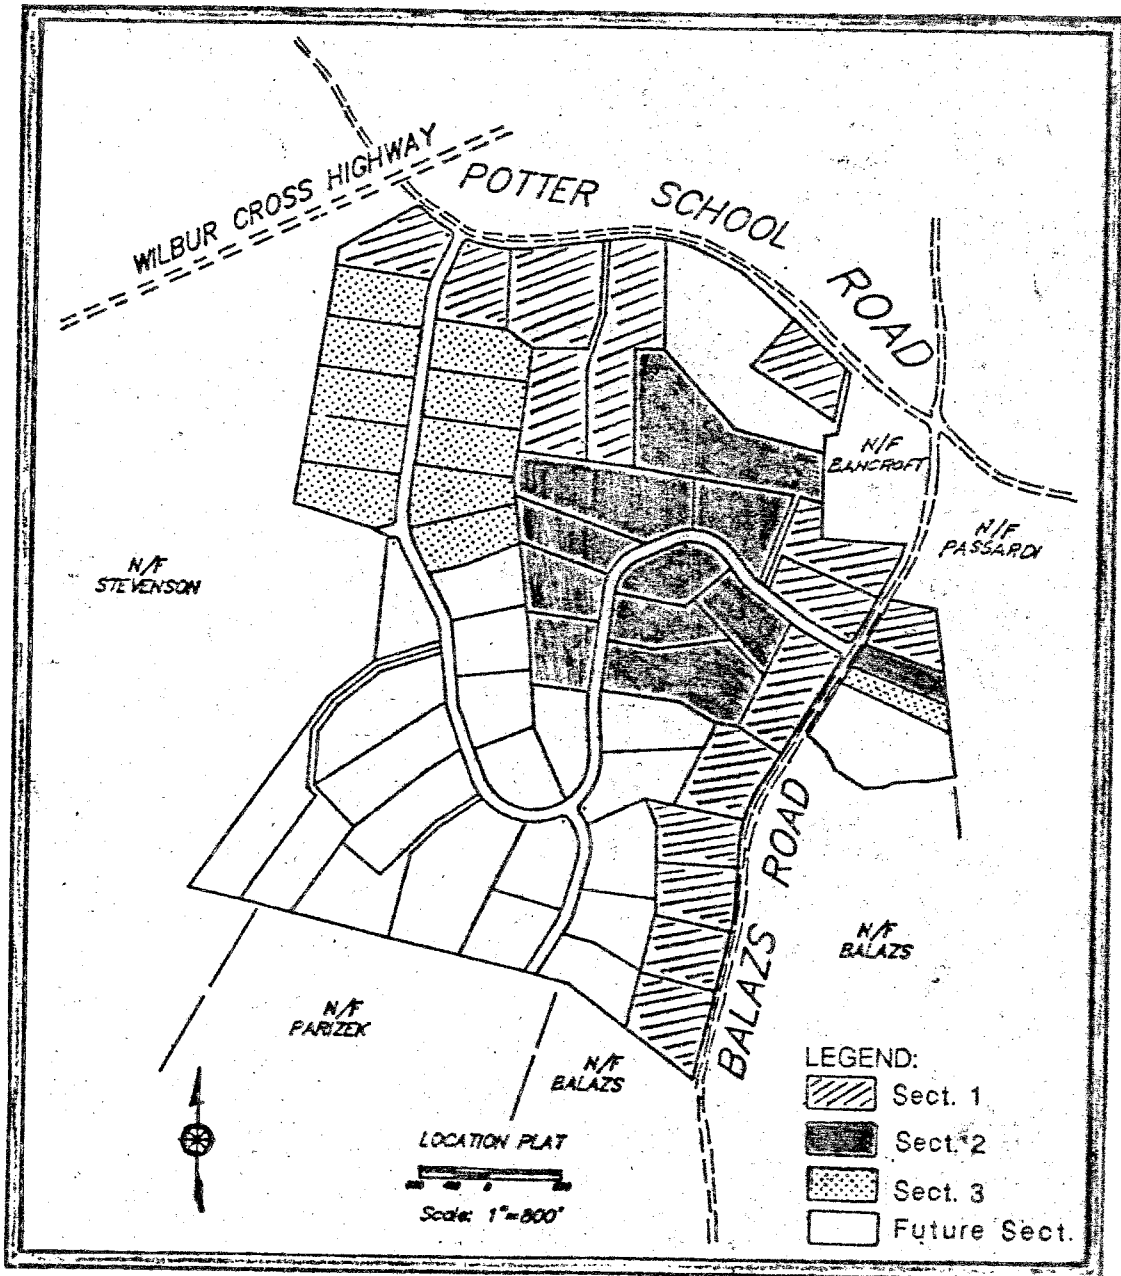 WILBUR CROSS HIGHWAY
POTTER SCHOOL ROAD
N/F
BANCROFT
N/F
PASSARDI
N/F
STEVENSON
BALAZS ROAD
N/F
BALAZS
N/F
PARIZEK
N/F
BALAZS
LOCATION PLAT
Scale: 1"=800'
LEGEND:
Sect. 1
Sect. 2
Sect. 3
Future Sect.